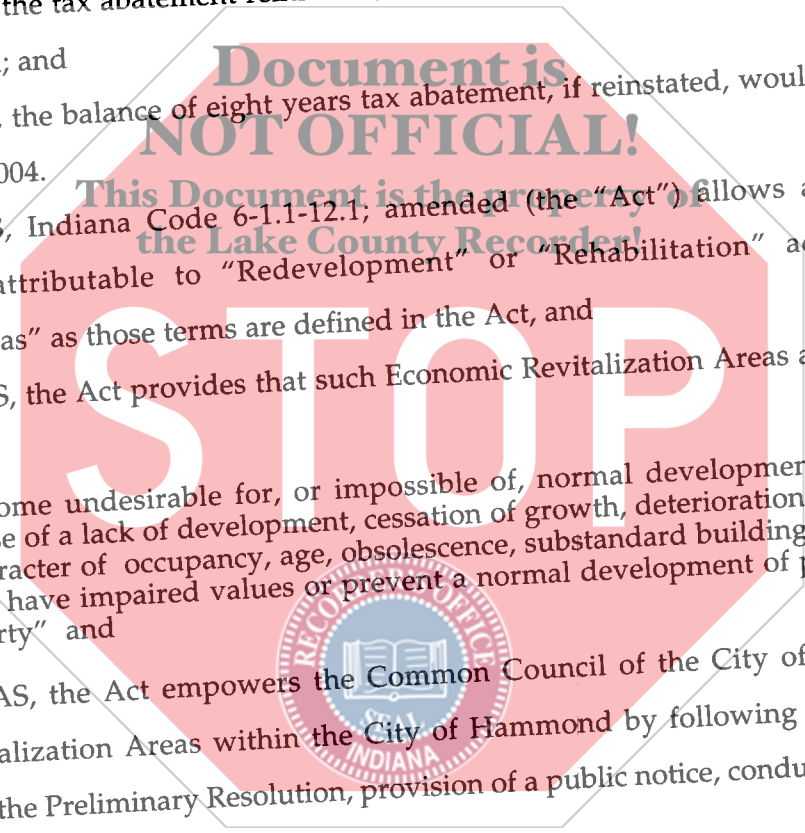 the tax abatement
; and
Document is
the balance of eight years tax abatement, if reinstated, woul
NOT OFFICIAL!
004.
This Document is the property of
, Indiana Code 6-1.1-12.1; amended (the “Act”) allows a
the Lake County Recorder!
attributable to “Redevelopment” or “Rehabilitation” a
as” as those terms are defined in the Act, and
STOP
S, the Act provides that such Economic Revitalization Areas a
ome undesirable for, or impossible of, normal developmen
e of a lack of development, cessation of growth, deterioration
racter of occupancy, age, obsolescence, substandard building
have impaired values or prevent a normal development of p
rty” and
RECORDER'S OFFICE
SEAL
INDIANA
AS, the Act empowers the Common Council of the City of
alization Areas within the City of Hammond by following
the Preliminary Resolution, provision of a public notice, condu